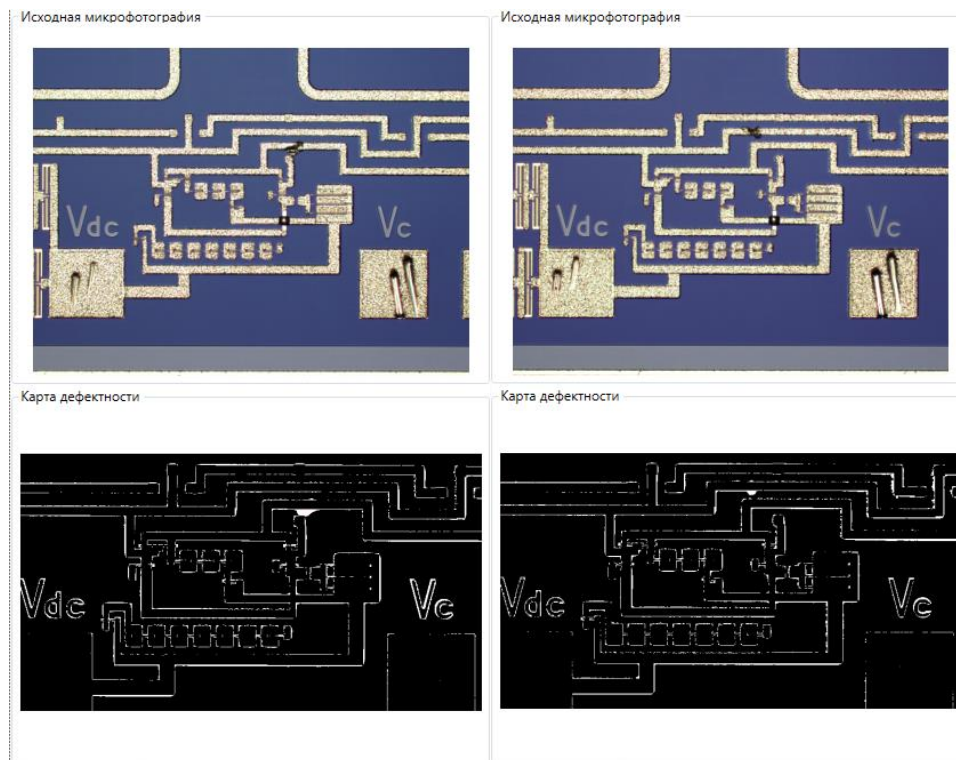 Исходная микрофотография
Исходная микрофотография
Vdc
Vc
Vdc
Vc
Карта дефектности
Карта дефектности
Vdc
Vc
Vdc
Vc